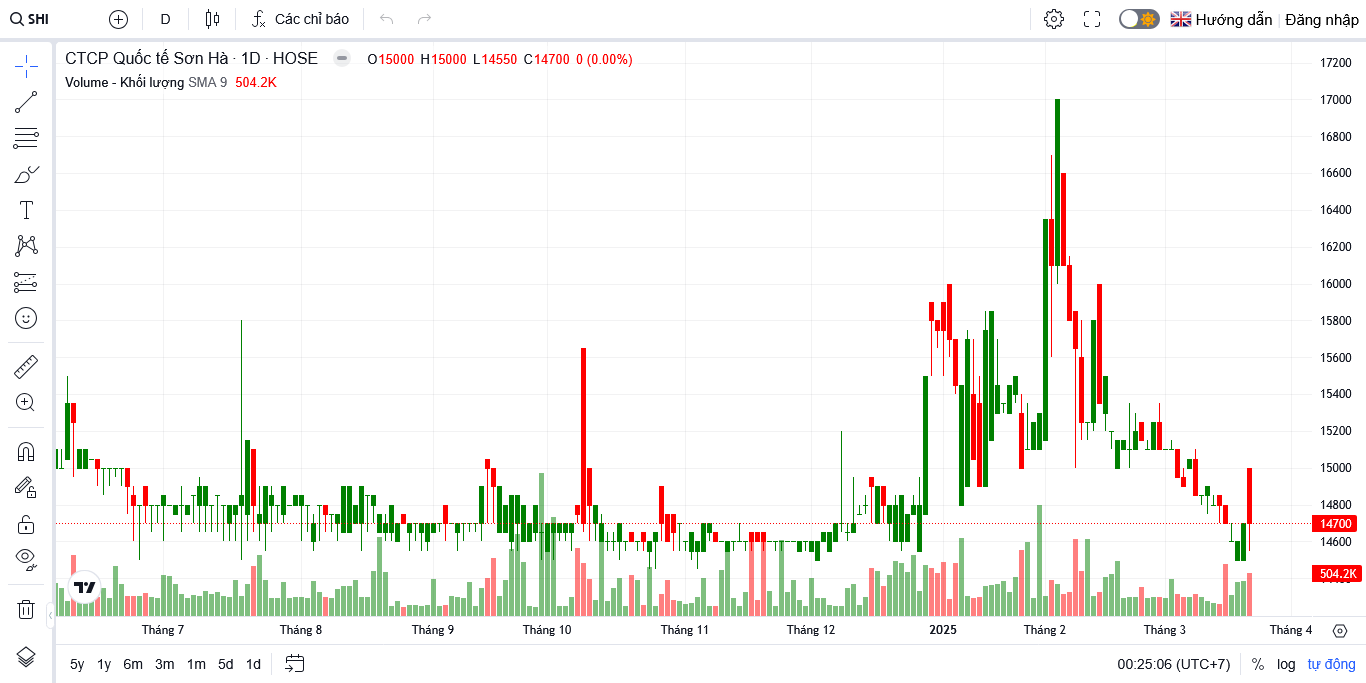 SHI D Các chỉ báo Hướng dẫn Đăng nhập
CTCP Quốc tế Sơn Hà · 1D · HOSE O15000 H15000 L14550 C14700 0 (0.00%)
Volume - Khối lượng SMA 9 504.2K
17200
17000
16800
16600
16400
16200
16000
15800
15600
15400
15200
15000
14800
14700
14600
504.2K
Tháng 7 Tháng 8 Tháng 9 Tháng 10 Tháng 11 Tháng 12 2025 Tháng 2 Tháng 3 Tháng 4
5y 1y 6m 3m 1m 5d 1d 00:25:06 (UTC+7) % log tự động